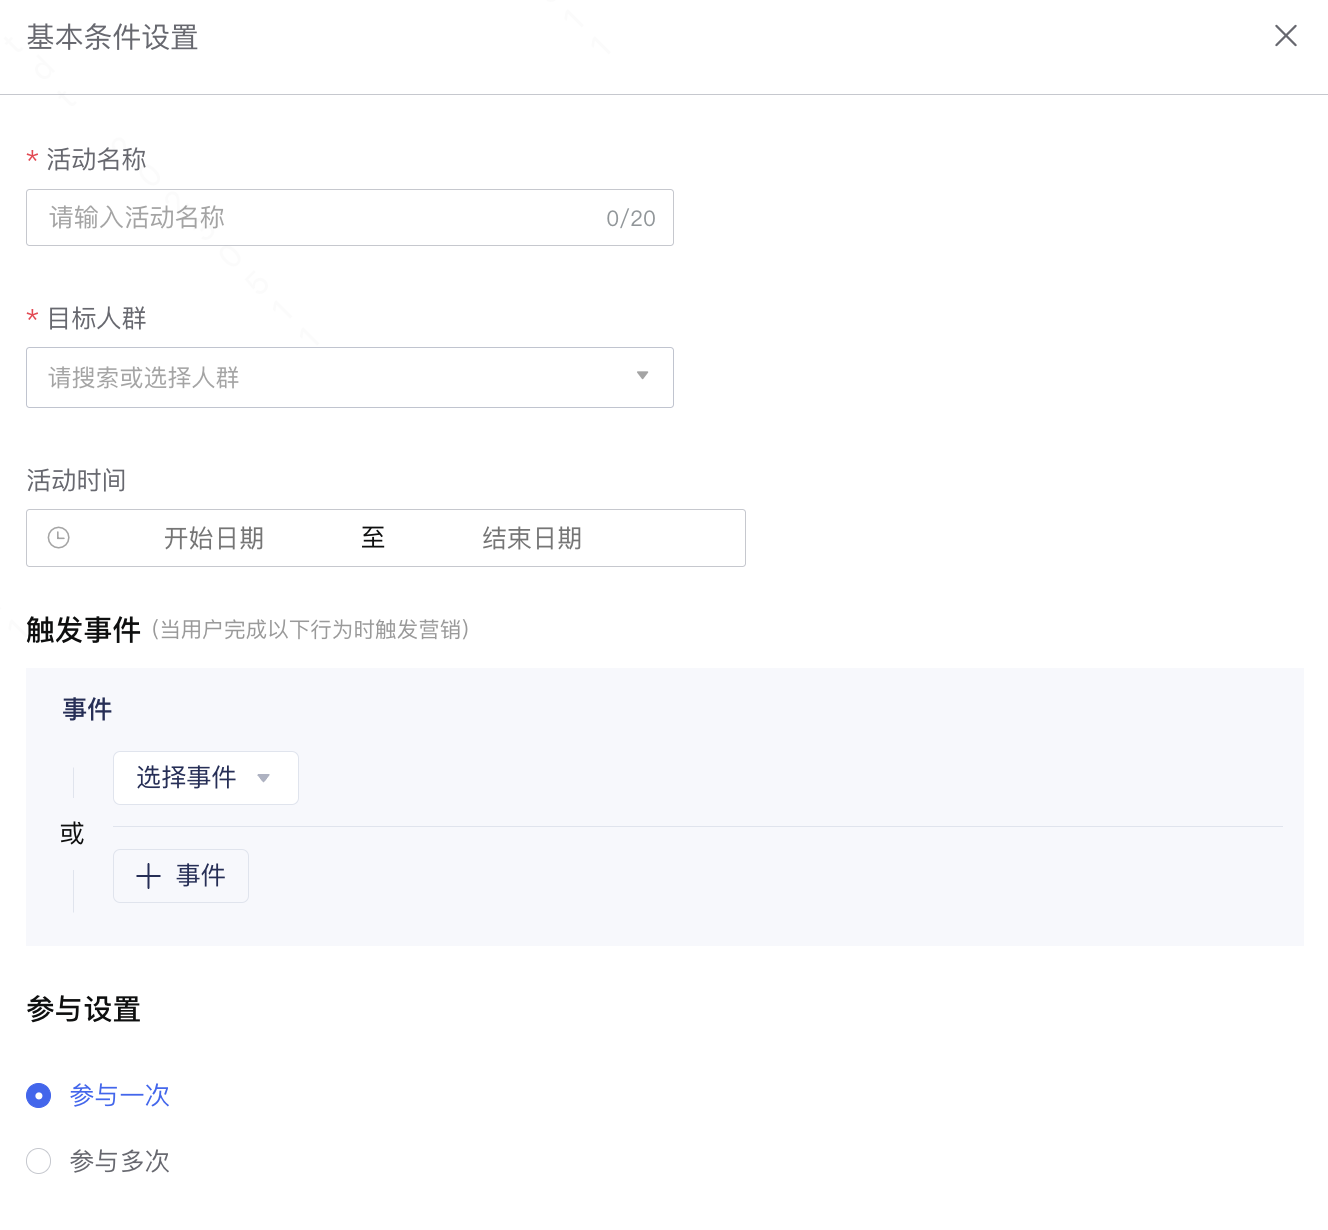 基本条件设置
* 活动名称
请输入活动名称 0/20
* 目标人群
请搜索或选择人群
活动时间
开始日期 至 结束日期
触发事件 (当用户完成以下行为时触发营销)
事件
选择事件
或
事件
参与设置
参与一次
参与多次